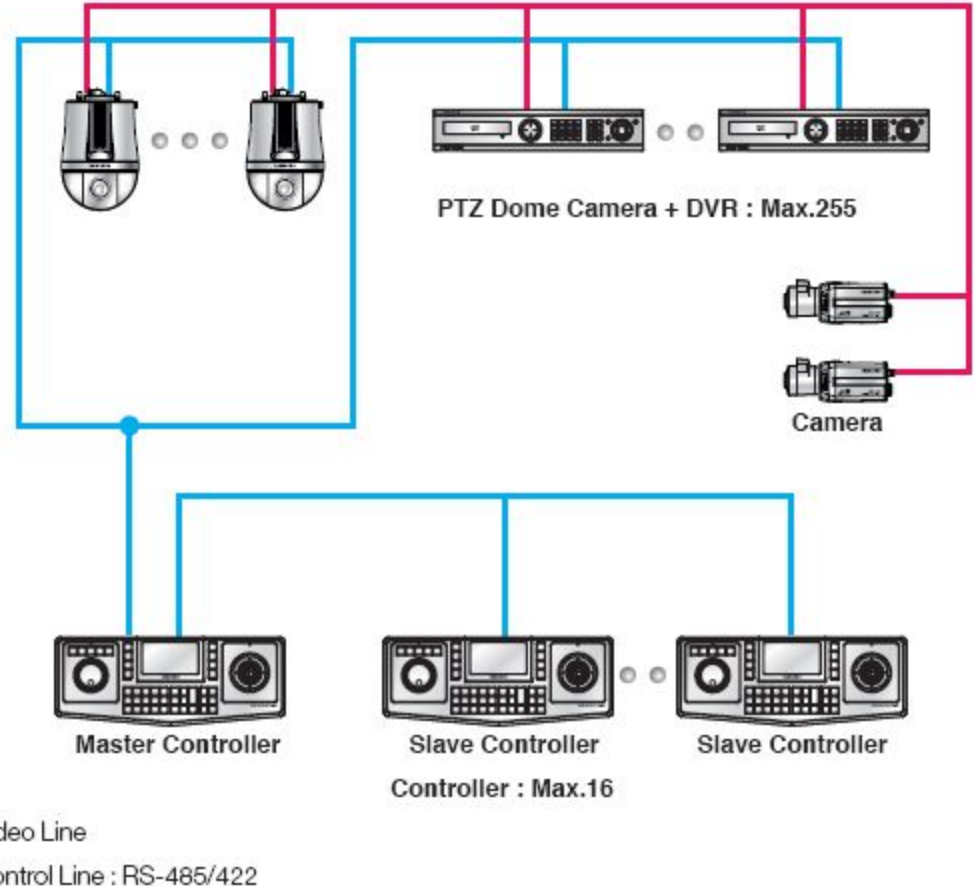 PTZ Dome Camera + DVR : Max.255
Camera
Master Controller
Slave Controller
Slave Controller
Controller : Max.16
deo Line
ontrol Line : RS-485/422